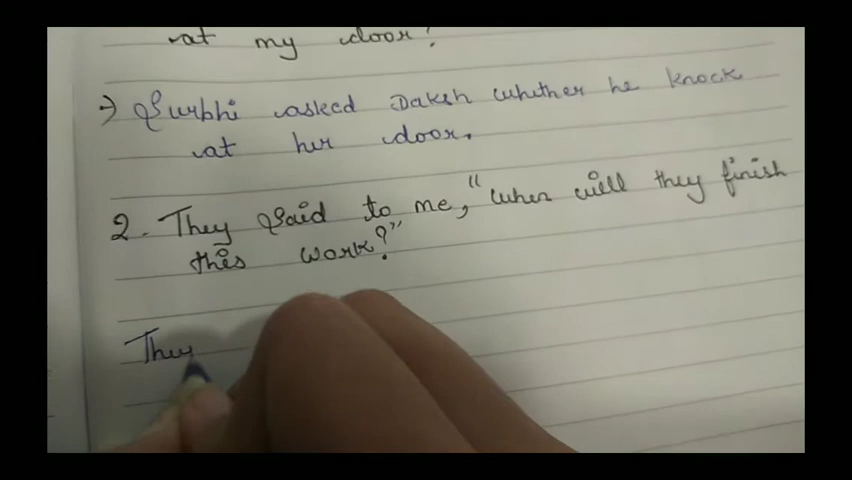 at my door?
→ Surbhi asked Daksh whether he knock
at her door.
2. They said to me, "when will they finish
this work?"
They